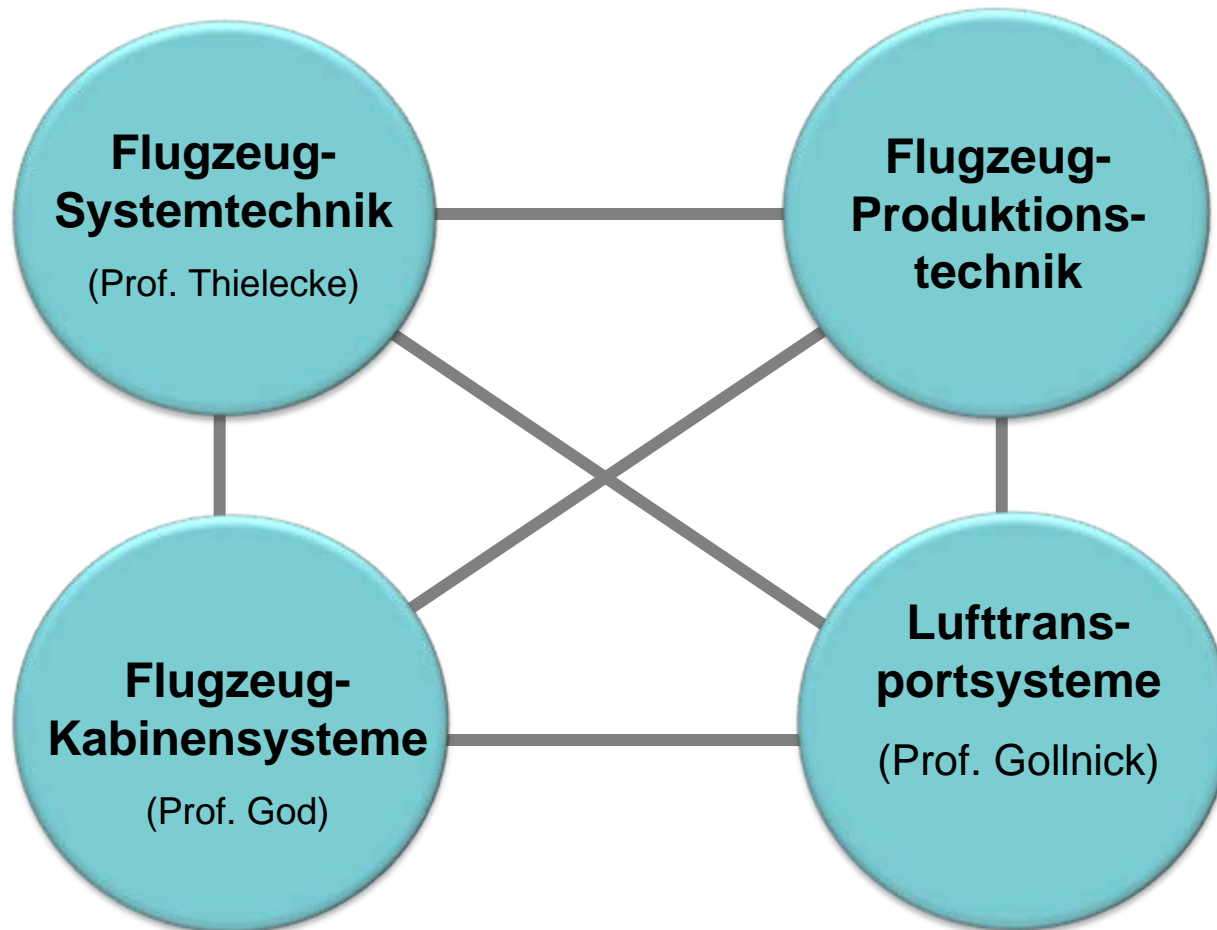 Flugzeug-
Systemtechnik
(Prof. Thielecke)
Flugzeug-
Produktions-
technik
Flugzeug-
Kabinensysteme
(Prof. God)
Lufttrans-
portsysteme
(Prof. Gollnick)